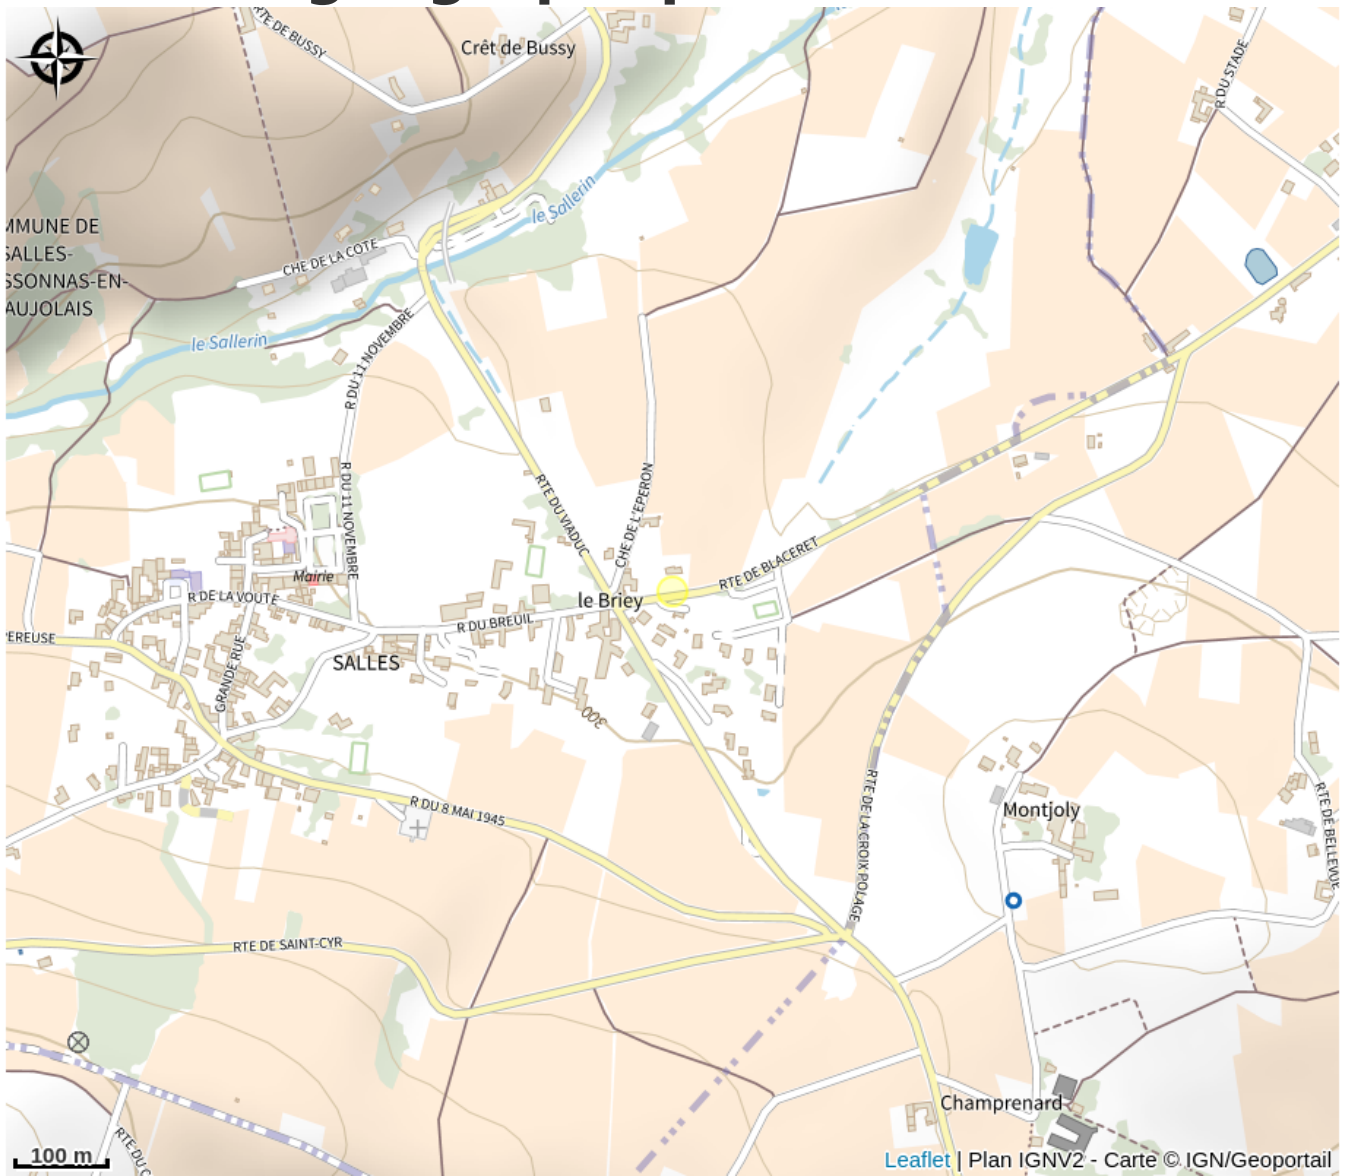 RTE DE BUSSY
Crêt de Bussy
R DU STADE
le Sallerin
MMUNE DE
SALLES-
SSONNAS-EN-
AUJOLAIS
CHE DE LA COTE
le Sallerin
R DU 11 NOVEMBRE
R DU 11 NOVEMBRE
RTE DU VIADUC
CHE DE L'EPERON
RTE DE BLACERET
Mairie
R DE LA VOUTE
le Briey
R DU BREUIL
PEREUSE
GRANDE RUE
SALLES
300
R DU 8 MAI 1945
RTE DE LA CROIX POLAGE
Montjoly
RTE DE BELLEVUE
RTE DE SAINT-CYR
Champrenard
RTE DU C
100 m
Leaflet | Plan IGNV2 - Carte © IGN/Geoportail